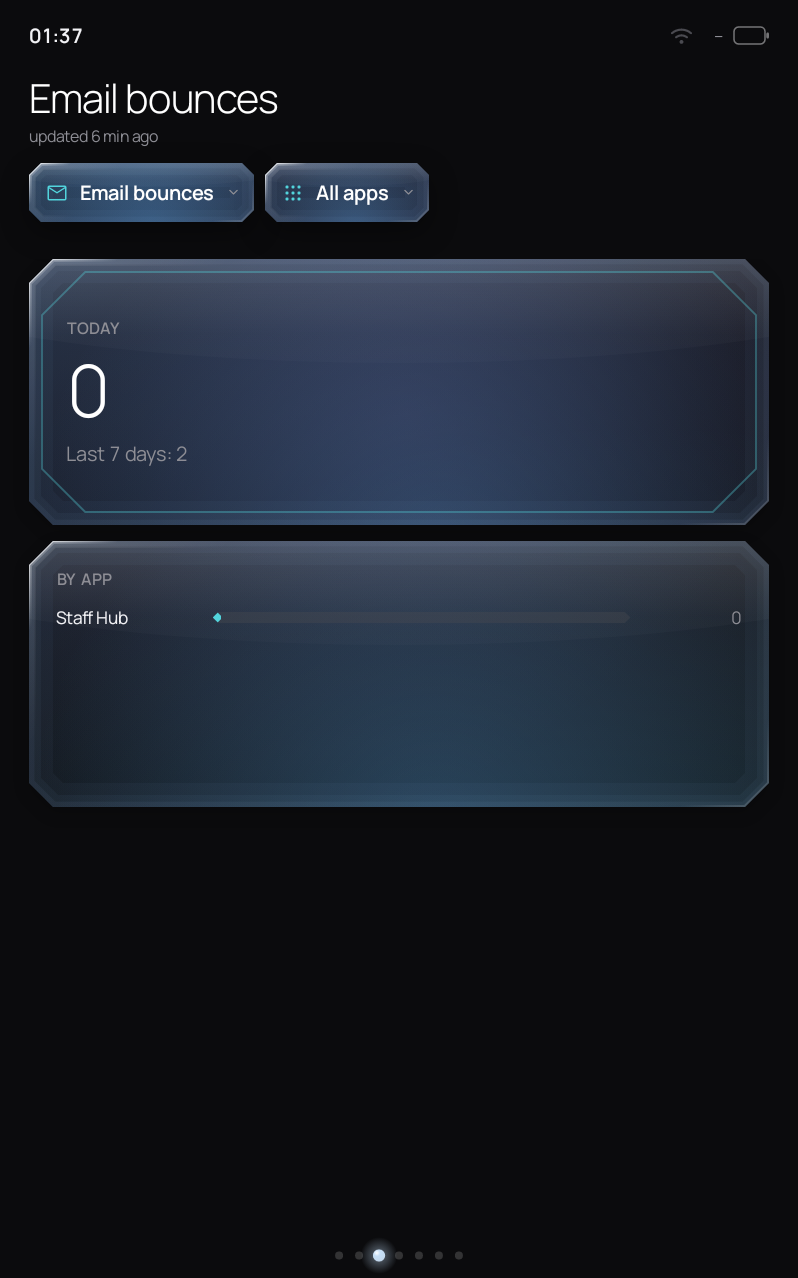 01:37
–
Email bounces
updated 6 min ago
Email bounces
All apps
TODAY
0
Last 7 days: 2
BY APP
Staff Hub 0